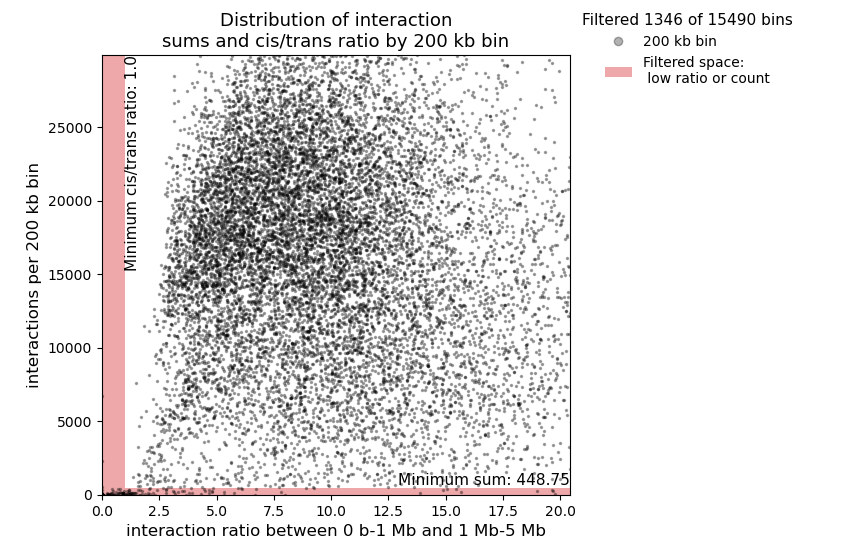 Distribution of interaction
sums and cis/trans ratio by 200 kb bin
Filtered 1346 of 15490 bins
200 kb bin
Filtered space:
low ratio or count
Minimum cis/trans ratio: 1.0
interactions per 200 kb bin
25000
20000
15000
10000
5000
0
Minimum sum: 448.75
0.0 2.5 5.0 7.5 10.0 12.5 15.0 17.5 20.0
interaction ratio between 0 b-1 Mb and 1 Mb-5 Mb